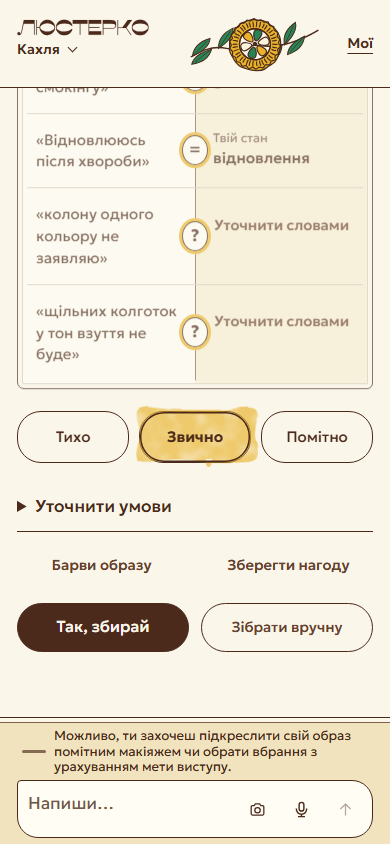 ЛЮСТЕРКО
Кахля
Мої
смокінгу»
«Відновлююсь
після хвороби»
=
Твій стан
відновлення
«колону одного
кольору не
заявляю»
?
Уточнити словами
«щільних колготок
у тон взуття не
буде»
?
Уточнити словами
Тихо
Звично
Помітно
Уточнити умови
Барви образу
Зберегти нагоду
Так, збирай
Зібрати вручну
Можливо, ти захочеш підкреслити свій образ
помітним макіяжем чи обрати вбрання з
урахуванням мети виступу.
Напиши...